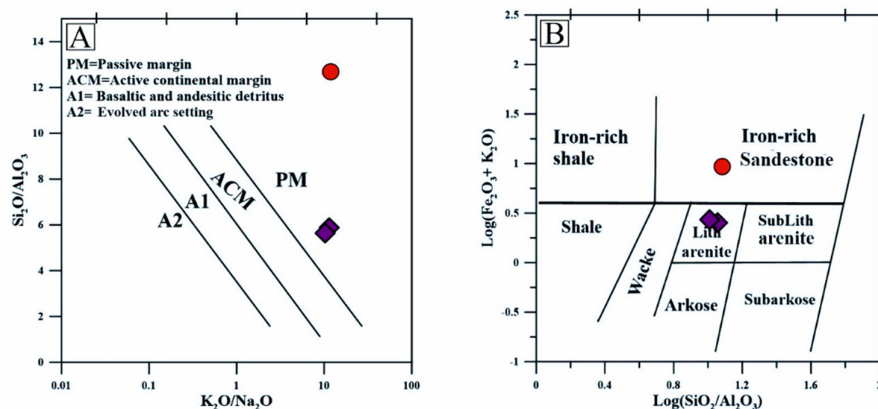 A
PM=Passive margin
ACM=Active continental margin
A1= Basaltic and andesitic detritus
A2= Evolved arc setting
14
12
10
8
6
4
2
0
Si₂O/Al₂O₃
A2
A1
ACM
PM
0.01
0.1
1
10
100
K₂O/Na₂O
B
2.5
2
1.5
1
0.5
0
-0.5
-1
Log(Fe₂O₃+ K₂O)
Iron-rich
shale
Iron-rich
Sandestone
Shale
Wacke
Lith
arenite
SubLith
arenite
Arkose
Subarkose
0
0.4
0.8
1.2
1.6
2
Log(SiO₂/Al₂O₃)